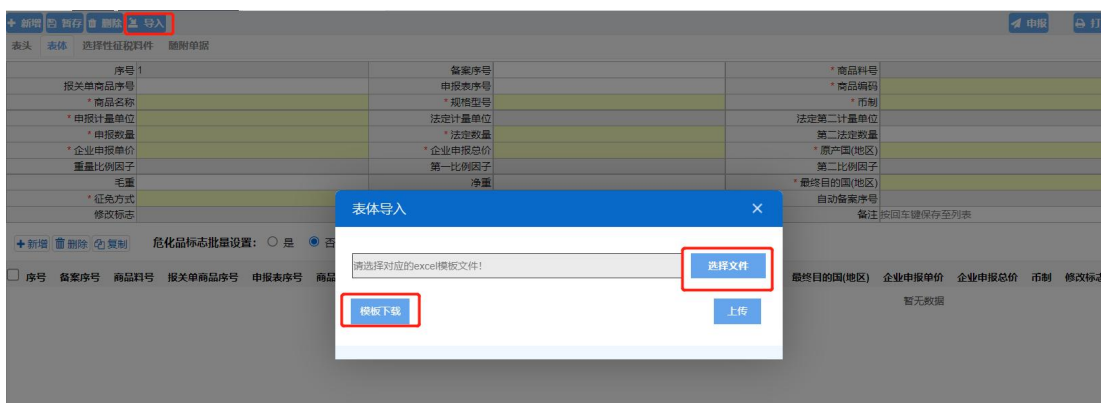 新增 暂存 删除 导入 申报 打
表头 表体 选择性征税料件 随附单据
序号 1 备案序号 *商品料号
报关单商品序号 申报表序号 *商品编码
*商品名称 *规格型号 *币制
*申报计量单位 法定计量单位 法定第二计量单位
*申报数量 *法定数量 第二法定数量
*企业申报单价 *企业申报总价 *原产国(地区)
重量比例因子 第一比例因子 第二比例因子
毛重 净重 *最终目的国(地区)
*征免方式 自动备案序号
修改标志 备注 按回车键保存至列表
表体导入 ×
新增 删除 复制 危化品标志批量设置: 是 否
请选择对应的excel模板文件! 选择文件
序号 备案序号 商品料号 报关单商品序号 申报表序号 商品 最终目的国(地区) 企业申报单价 企业申报总价 币制 修改标志
暂无数据
模板下载 上传